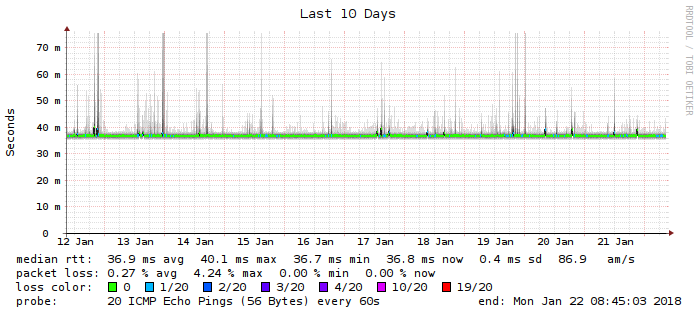 Last 10 Days
RRDTOOL / TOBI OETIKER
Seconds
70 m
60 m
50 m
40 m
30 m
20 m
10 m
0
12 Jan 13 Jan 14 Jan 15 Jan 16 Jan 17 Jan 18 Jan 19 Jan 20 Jan 21 Jan
median rtt: 36.9 ms avg 40.1 ms max 36.7 ms min 36.8 ms now 0.4 ms sd 86.9 am/s
packet loss: 0.27 % avg 4.24 % max 0.00 % min 0.00 % now
loss color: 0 1/20 2/20 3/20 4/20 10/20 19/20
probe: 20 ICMP Echo Pings (56 Bytes) every 60s end: Mon Jan 22 08:45:03 2018